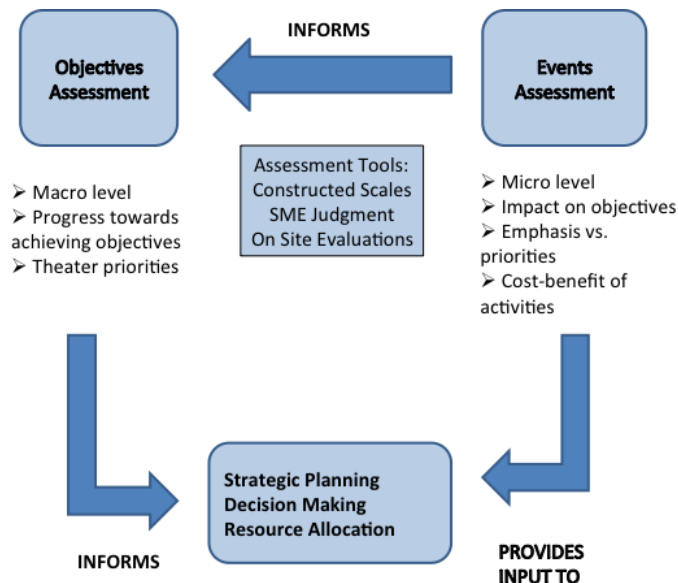 INFORMS
Objectives
Assessment
Events
Assessment
Assessment Tools:
Constructed Scales
SME Judgment
On Site Evaluations
➢ Macro level
➢ Progress towards
achieving objectives
➢ Theater priorities
➢ Micro level
➢ Impact on objectives
➢ Emphasis vs.
priorities
➢ Cost-benefit of
activities
Strategic Planning
Decision Making
Resource Allocation
INFORMS
PROVIDES
INPUT TO